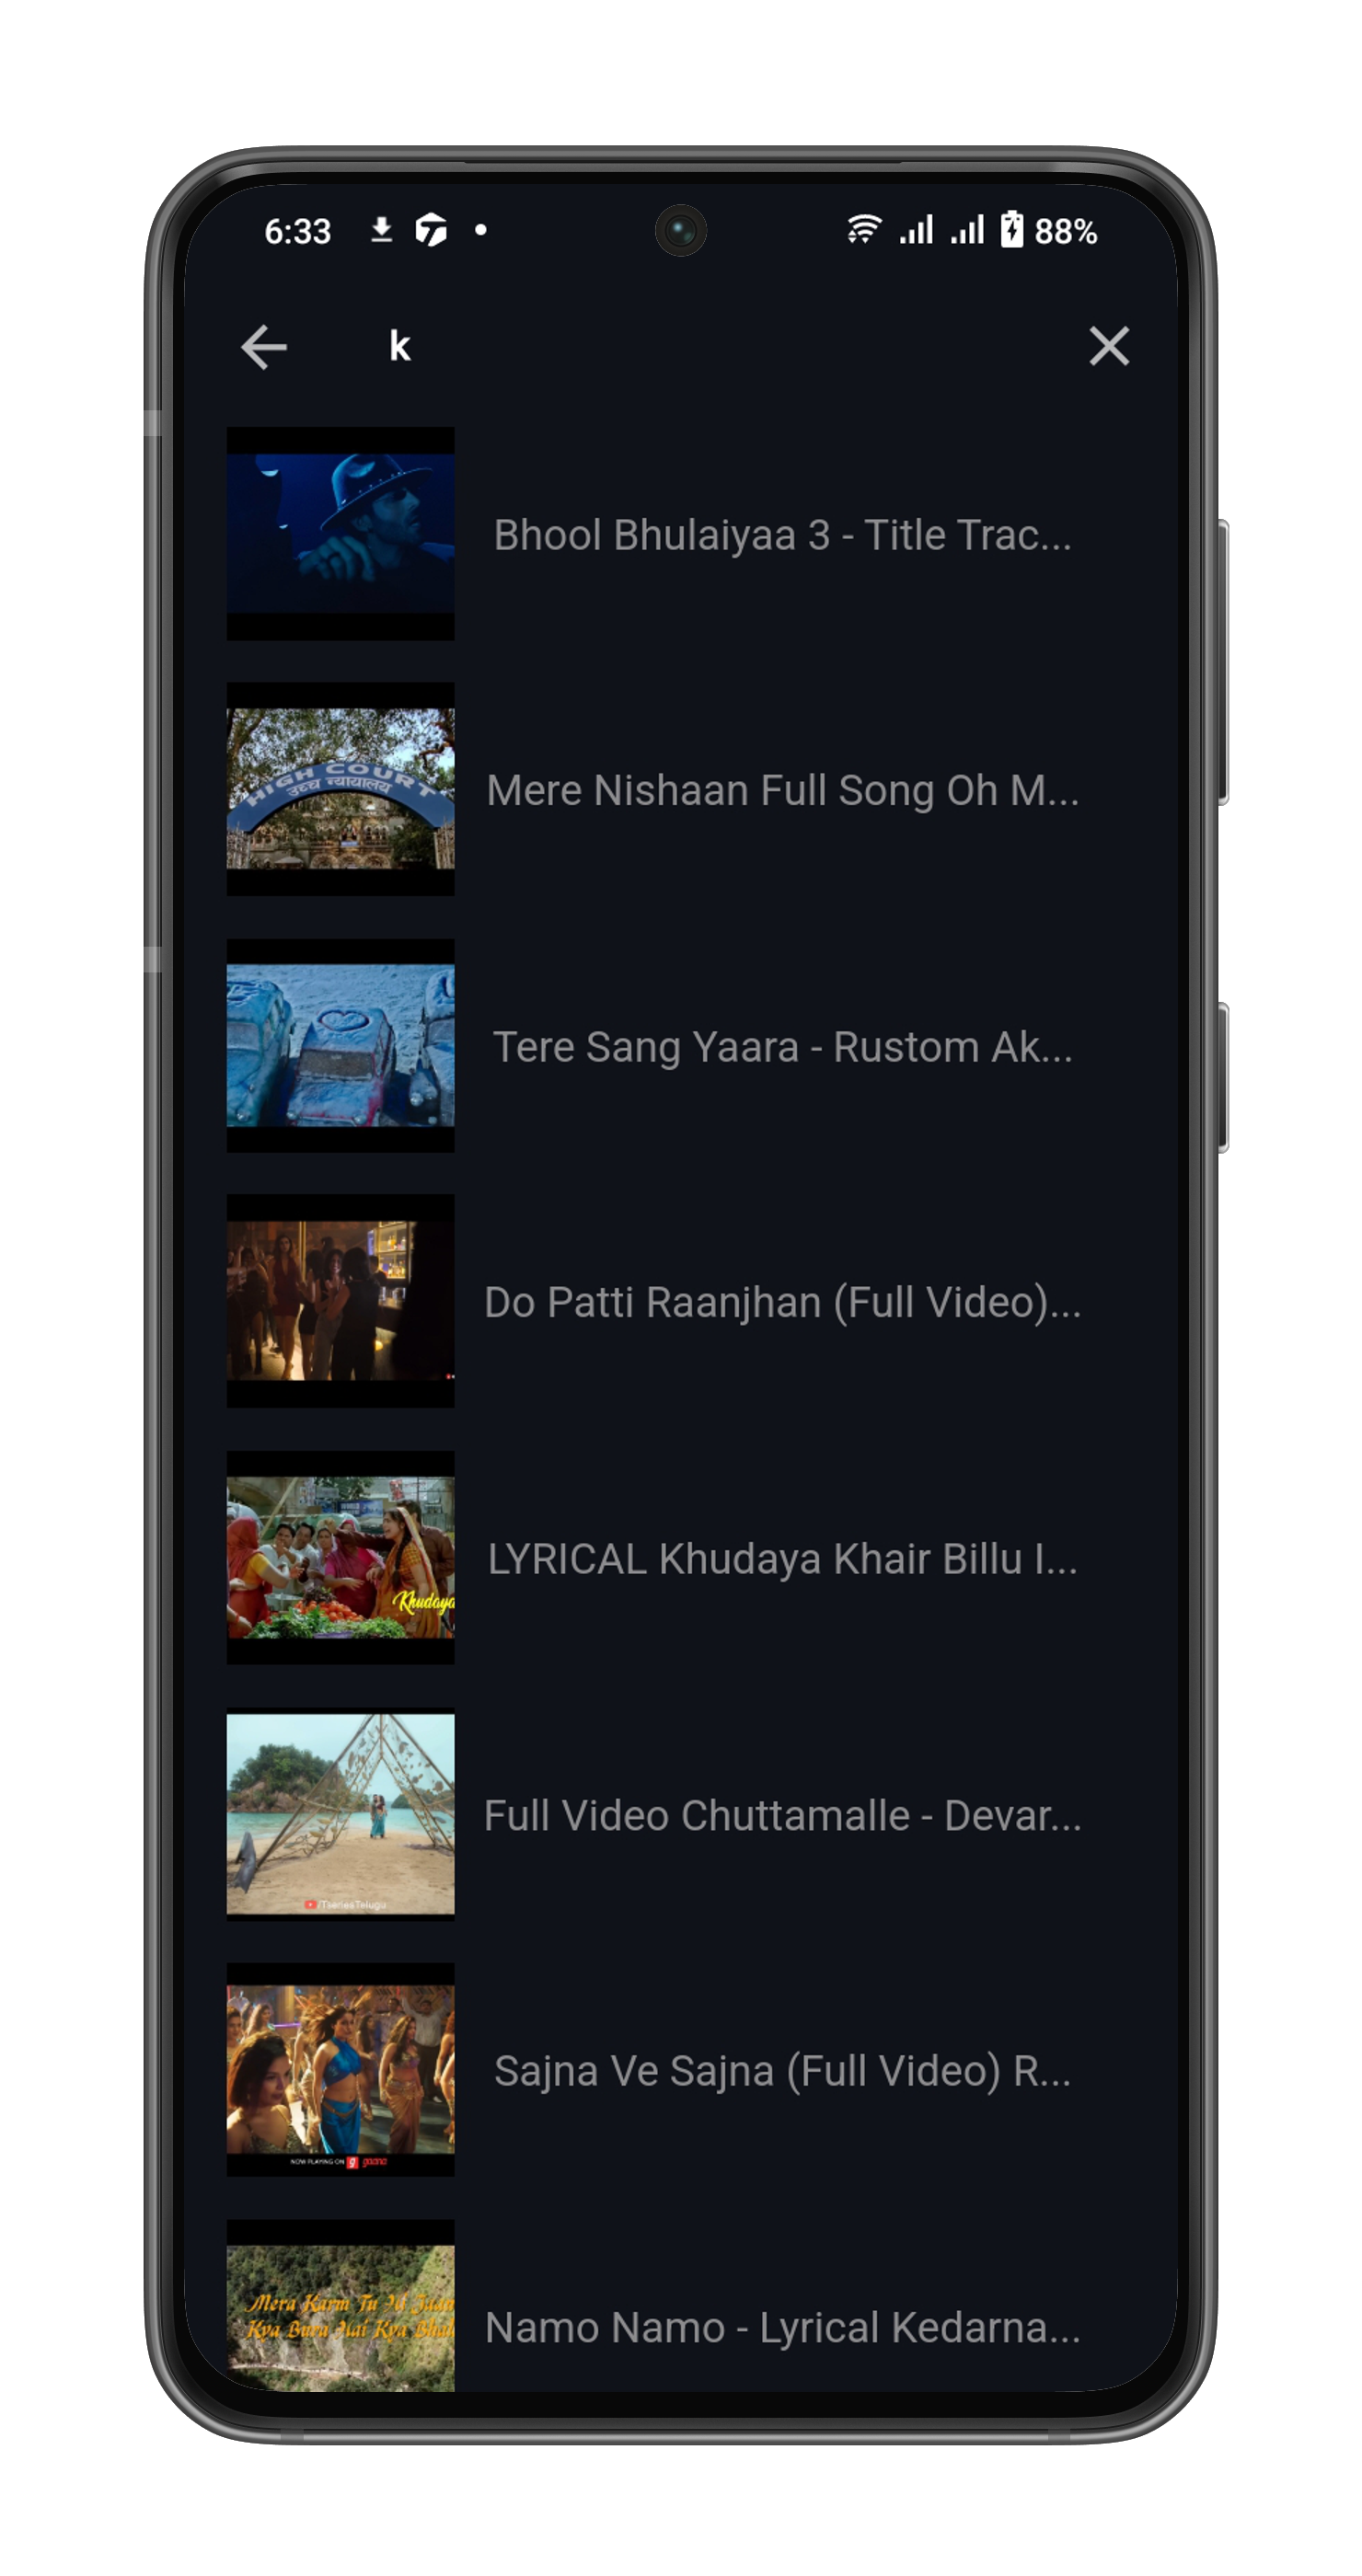 6:33 88%
k
Bhool Bhulaiyaa 3 - Title Trac...
HIGH COURT
उच्च न्यायालय
Mere Nishaan Full Song Oh M...
Tere Sang Yaara - Rustom Ak...
Do Patti Raanjhan (Full Video)...
LYRICAL Khudaya Khair Billu I...
Khudaya
Full Video Chuttamalle - Devar...
/TseriesTelugu
Sajna Ve Sajna (Full Video) R...
NOW PLAYING ON gaana
Mera Karm Tu Hi Jaa
Kya Bura Hai Kya Bhal
Namo Namo - Lyrical Kedarna...